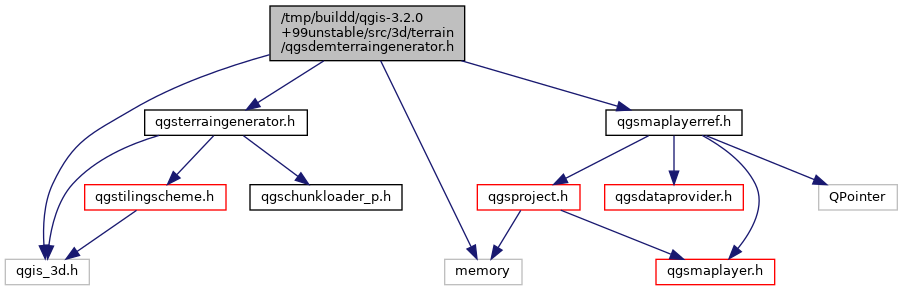 /tmp/buildd/qgis-3.2.0
+99unstable/src/3d/terrain
/qgsdemterraingenerator.h
qgsterraingenerator.h
qgsmaplayerref.h
qgstilingscheme.h
qgschunkloader_p.h
qgsproject.h
qgsdataprovider.h
QPointer
qgis_3d.h
memory
qgsmaplayer.h